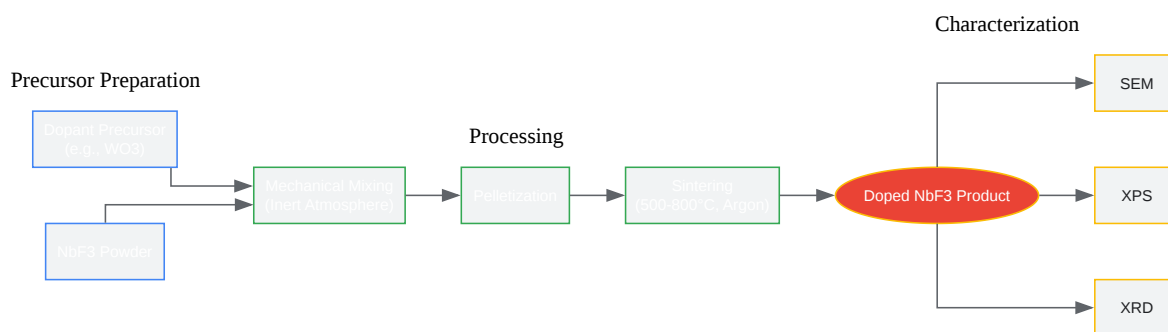 Characterization
Precursor Preparation
SEM
Dopant Precursor
(e.g., WO3)
Processing
Mechanical Mixing
(Inert Atmosphere)
Pelletization
Sintering
(500-800°C, Argon)
Doped NbF3 Product
XPS
NbF3 Powder
XRD